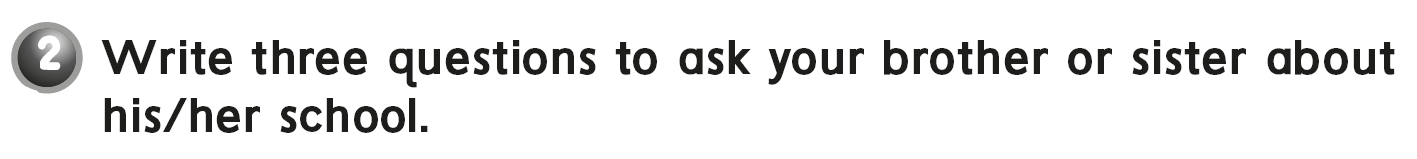 2 Write three questions to ask your brother or sister about
his/her school.